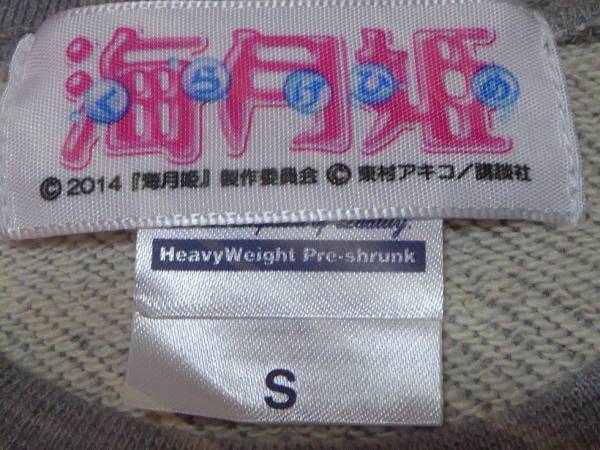 海月姫
くらげひめ
©2014『海月姫』製作委員会 © 東村アキコ/講談社
Quality.
HeavyWeight Pre-shrunk
S